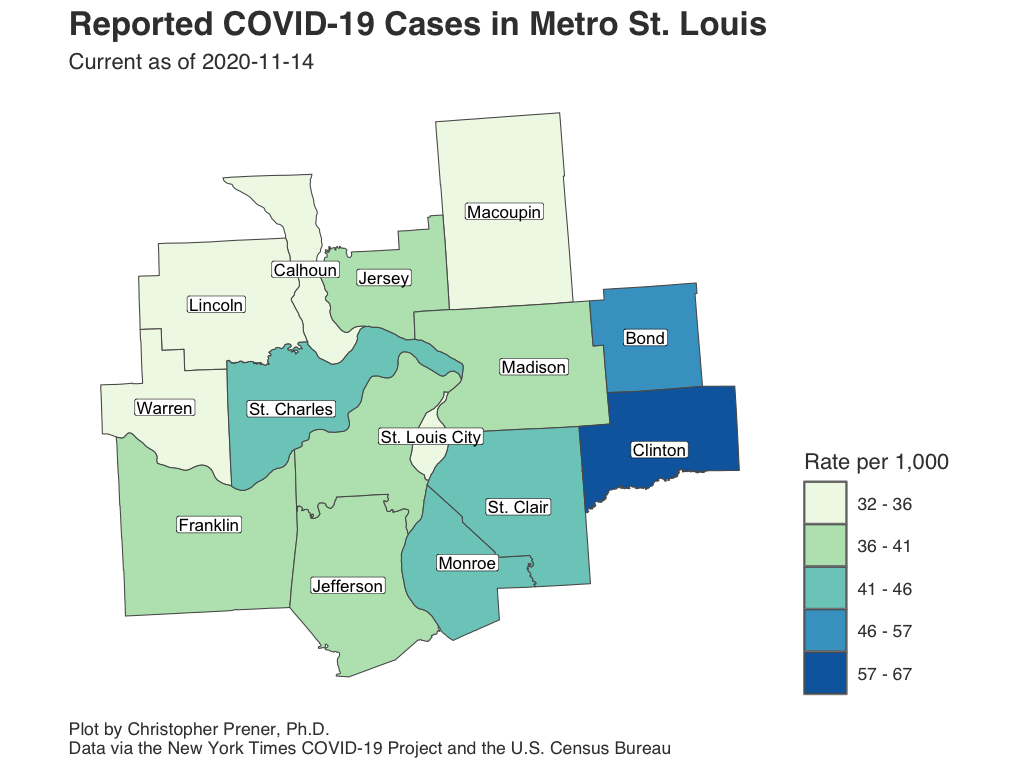 Reported COVID-19 Cases in Metro St. Louis
Current as of 2020-11-14
Macoupin
Calhoun
Jersey
Lincoln
Bond
Madison
Warren
St. Charles
St. Louis City
Clinton
St. Clair
Franklin
Monroe
Jefferson
Rate per 1,000
32 - 36
36 - 41
41 - 46
46 - 57
57 - 67
Plot by Christopher Prener, Ph.D.
Data via the New York Times COVID-19 Project and the U.S. Census Bureau